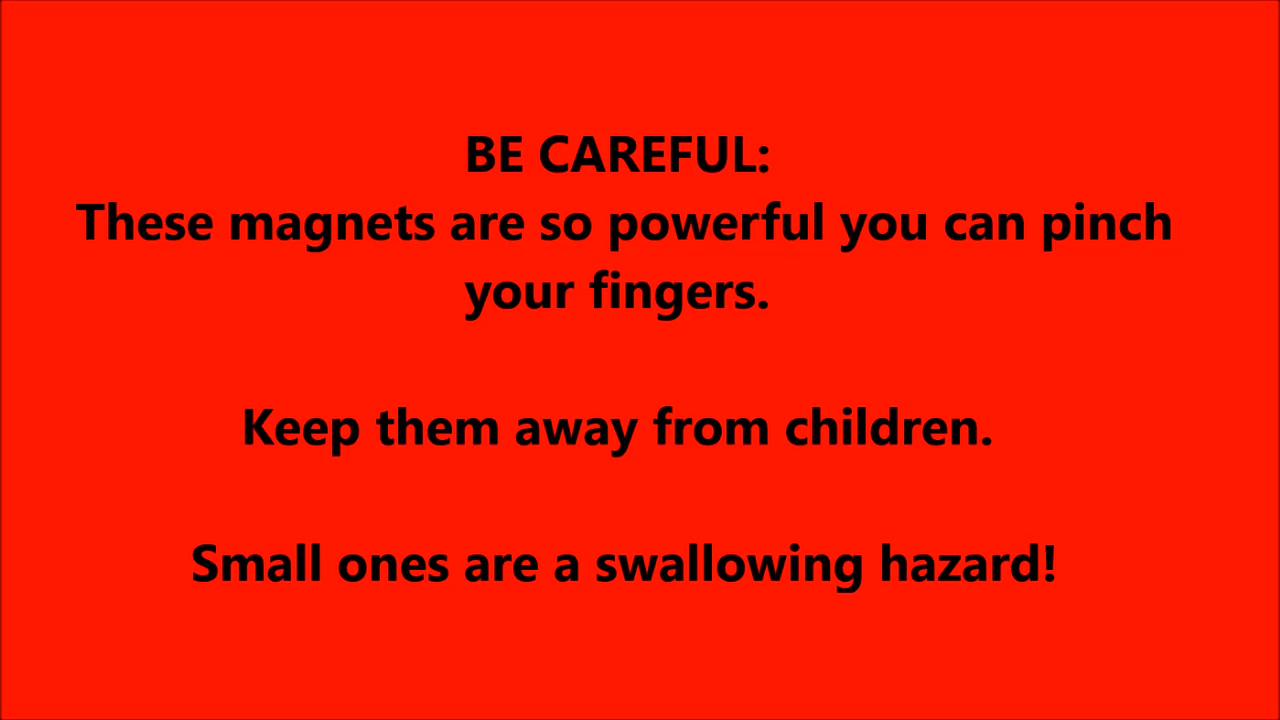 BE CAREFUL:
These magnets are so powerful you can pinch
your fingers.
Keep them away from children.
Small ones are a swallowing hazard!